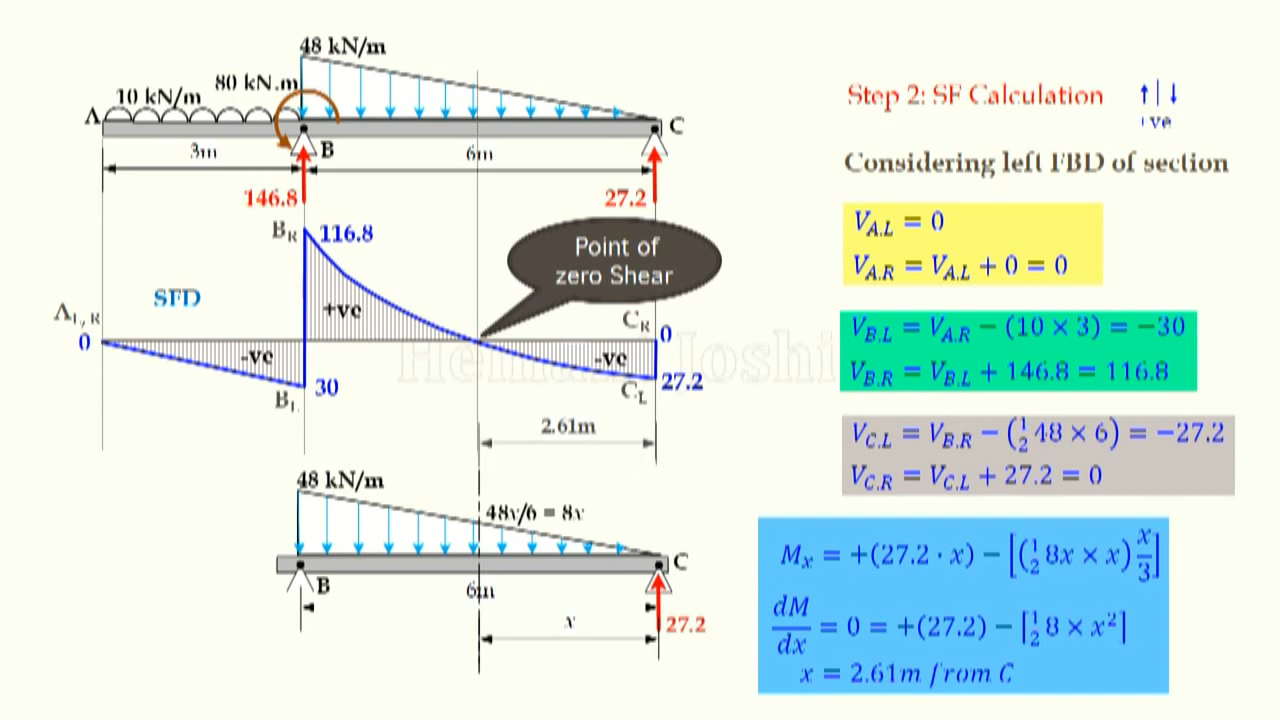 48 kN/m
80 kN.m
10 kN/m
A
B
C
3m
6m
146.8
27.2
B_R
116.8
Point of
zero Shear
SFD
+ve
A_L, R
C_R
0
0
-ve
-ve
30
B_L
C_L
27.2
2.61m
48 kN/m
48x/6 = 8x
C
B
6m
x
27.2
Step 2: SF Calculation
↑|↓
+ve
Considering left FBD of section
V_{A.L} = 0
V_{A.R} = V_{A.L} + 0 = 0
V_{B.L} = V_{A.R} − (10 × 3) = −30
V_{B.R} = V_{B.L} + 146.8 = 116.8
V_{C.L} = V_{B.R} − (1/2 48 × 6) = −27.2
V_{C.R} = V_{C.L} + 27.2 = 0
M_x = +(27.2 · x) − [(1/2 8x × x) x/3]
dM/dx = 0 = +(27.2) − [1/2 8 × x²]
x = 2.61m from C